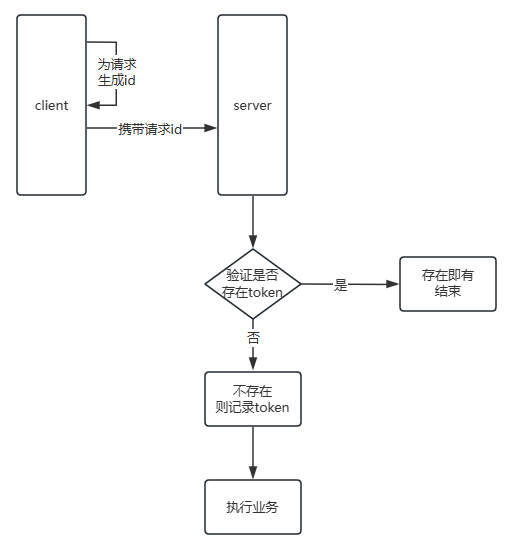 为请求
生成id
client
server
携带请求id
验证是否
存在token
是
存在即有
结束
否
不存在
则记录token
执行业务